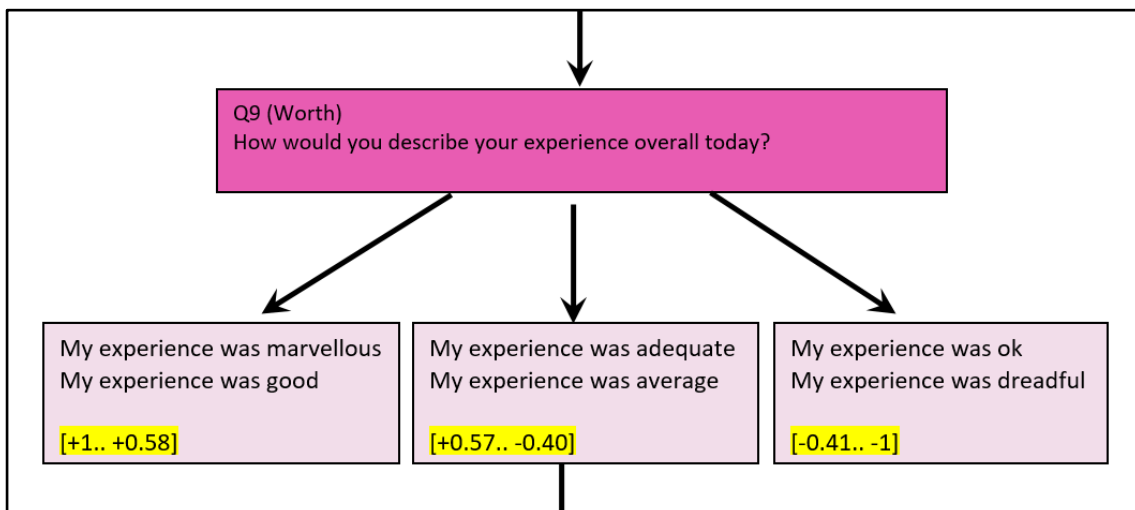 Q9 (Worth)
How would you describe your experience overall today?
My experience was marvellous
My experience was good
[+1.. +0.58]
My experience was adequate
My experience was average
[+0.57.. -0.40]
My experience was ok
My experience was dreadful
[-0.41.. -1]